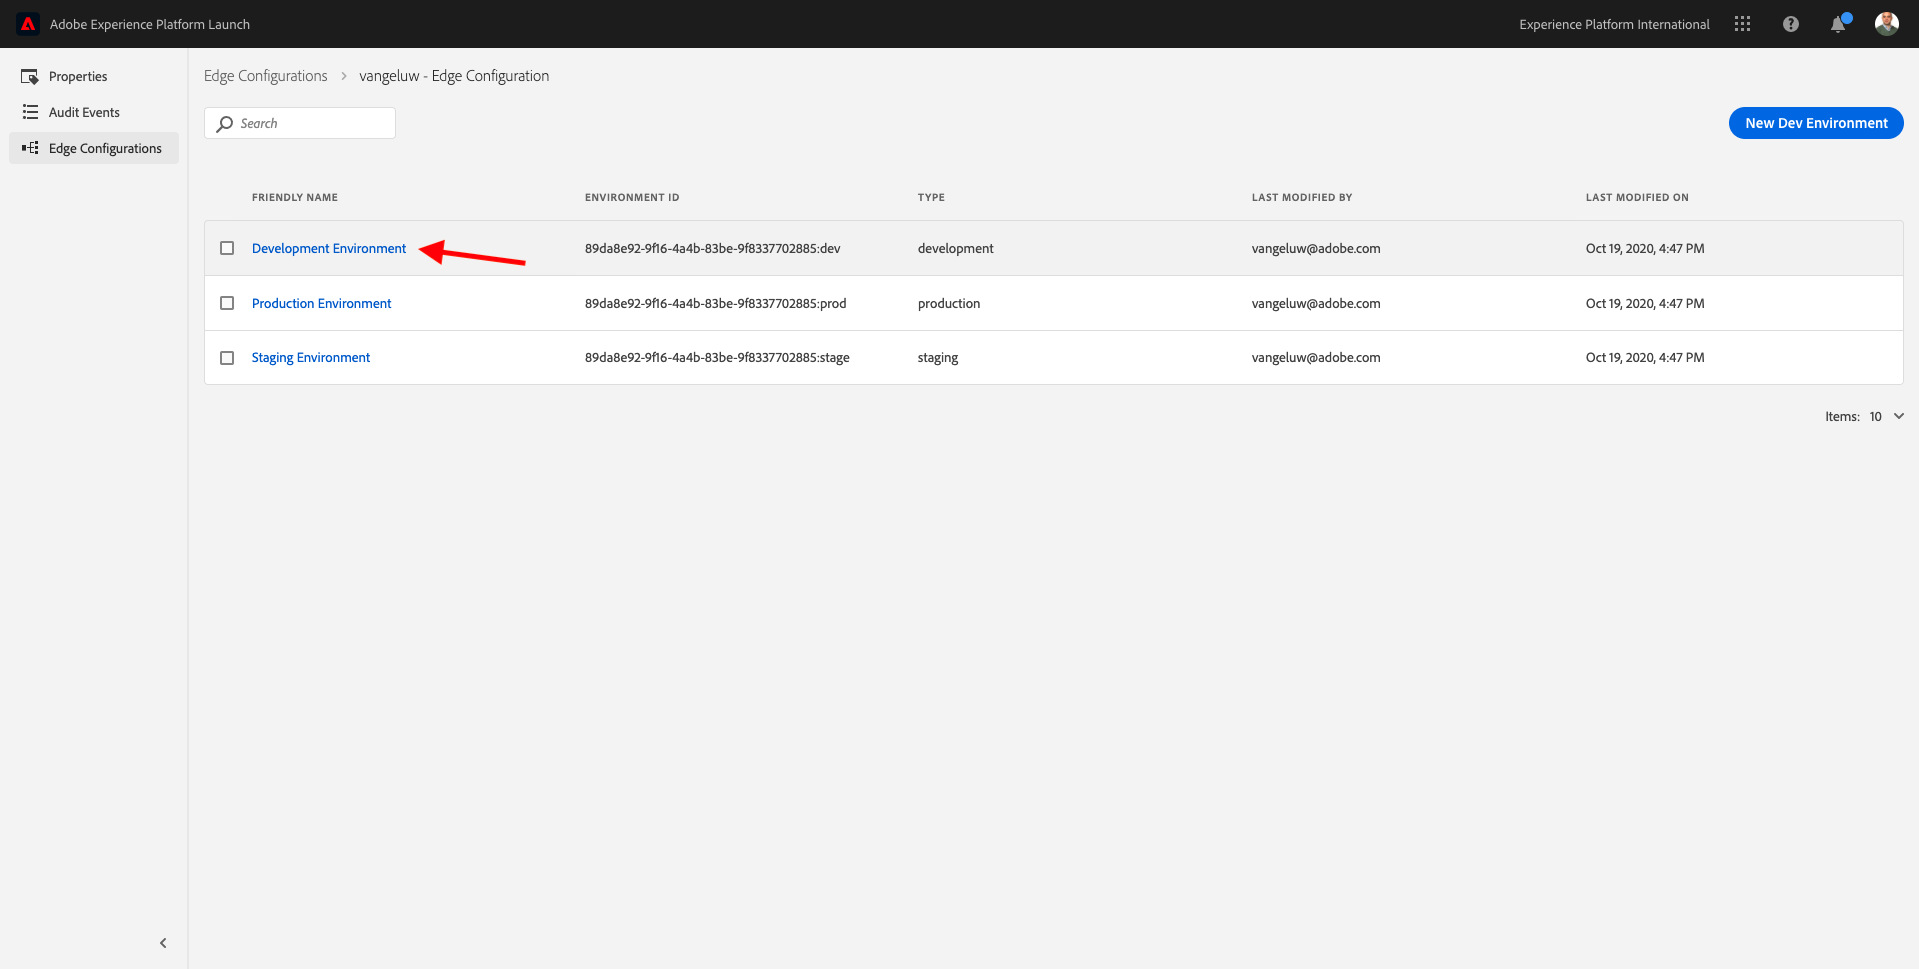 Adobe Experience Platform Launch
Experience Platform International
Properties
Audit Events
Edge Configurations
Edge Configurations > vangeluw - Edge Configuration
Search
New Dev Environment
FRIENDLY NAME ENVIRONMENT ID TYPE LAST MODIFIED BY LAST MODIFIED ON
Development Environment 89da8e92-9f16-4a4b-83be-9f8337702885:dev development vangeluw@adobe.com Oct 19, 2020, 4:47 PM
Production Environment 89da8e92-9f16-4a4b-83be-9f8337702885:prod production vangeluw@adobe.com Oct 19, 2020, 4:47 PM
Staging Environment 89da8e92-9f16-4a4b-83be-9f8337702885:stage staging vangeluw@adobe.com Oct 19, 2020, 4:47 PM
Items: 10